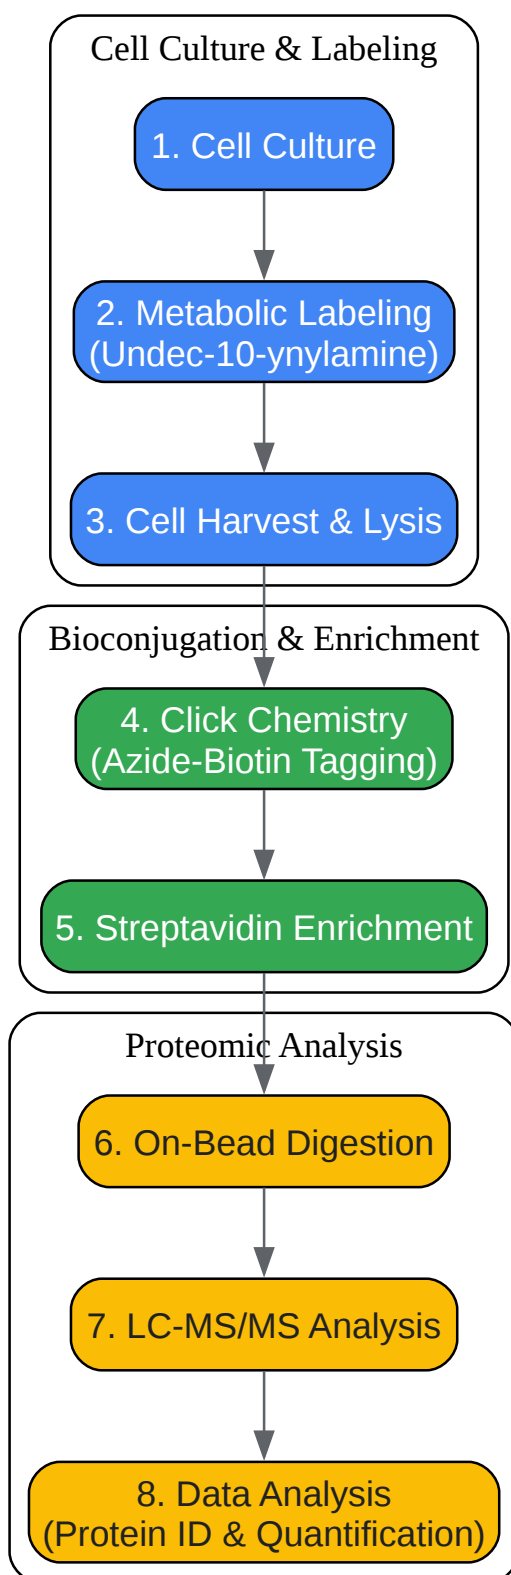 Cell Culture & Labeling
1. Cell Culture
2. Metabolic Labeling
(Undec-10-ynylamine)
3. Cell Harvest & Lysis
Bioconjugation & Enrichment
4. Click Chemistry
(Azide-Biotin Tagging)
5. Streptavidin Enrichment
Proteomic Analysis
6. On-Bead Digestion
7. LC-MS/MS Analysis
8. Data Analysis
(Protein ID & Quantification)